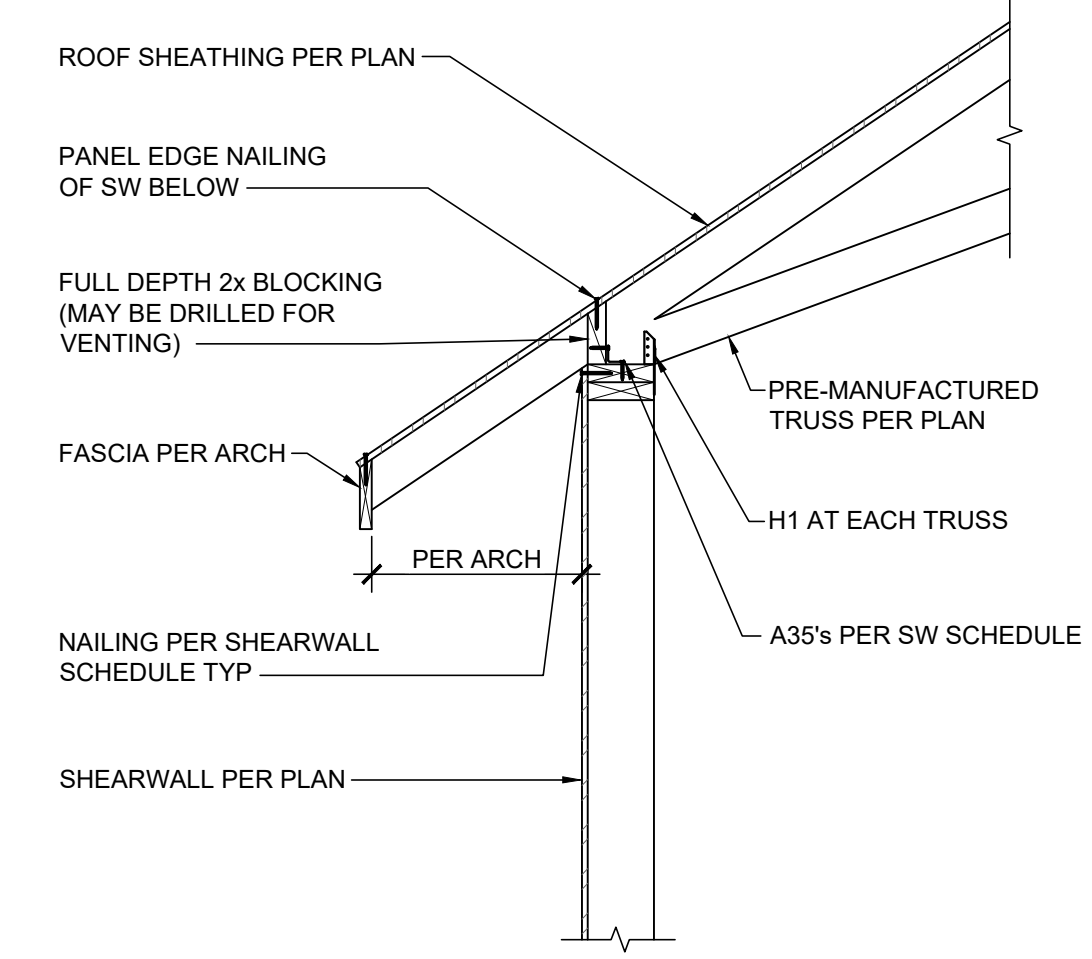 ROOF SHEATHING PER PLAN
PANEL EDGE NAILING
OF SW BELOW
FULL DEPTH 2x BLOCKING
(MAY BE DRILLED FOR
VENTING)
FASCIA PER ARCH
PER ARCH
NAILING PER SHEARWALL
SCHEDULE TYP
SHEARWALL PER PLAN
PRE-MANUFACTURED
TRUSS PER PLAN
H1 AT EACH TRUSS
A35's PER SW SCHEDULE